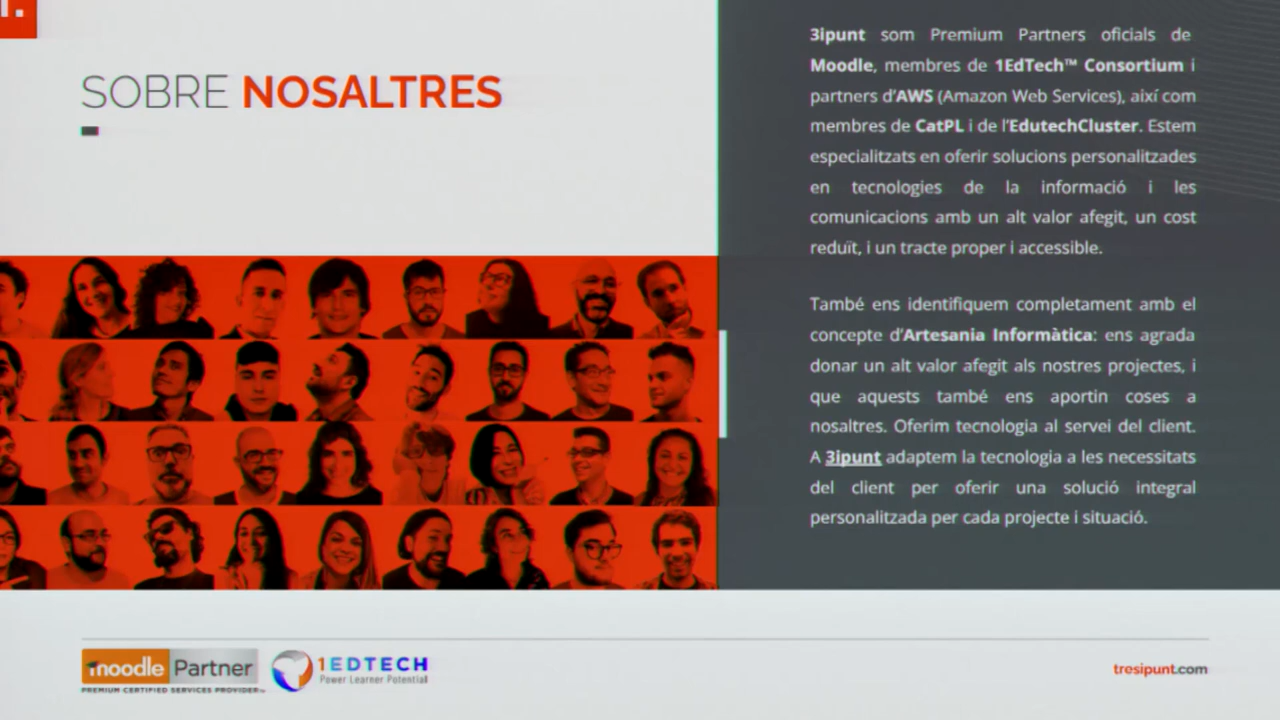 SOBRE NOSALTRES
3ipunt som Premium Partners oficials de
Moodle, membres de 1EdTech™ Consortium i
partners d'AWS (Amazon Web Services), així com
membres de CatPL i de l'EdutechCluster. Estem
especialitzats en oferir solucions personalitzades
en tecnologies de la informació i les
comunicacions amb un alt valor afegit, un cost
reduït, i un tracte proper i accessible.
També ens identifiquem completament amb el
concepte d'Artesania Informàtica: ens agrada
donar un alt valor afegit als nostres projectes, i
que aquests també ens aportin coses a
nosaltres. Oferim tecnologia al servei del client.
A 3ipunt adaptem la tecnologia a les necessitats
del client per oferir una solució integral
personalitzada per cada projecte i situació.
moodle Partner
PREMIUM CERTIFIED SERVICES PROVIDER
1EDTECH
Power Learner Potential
tresipunt.com